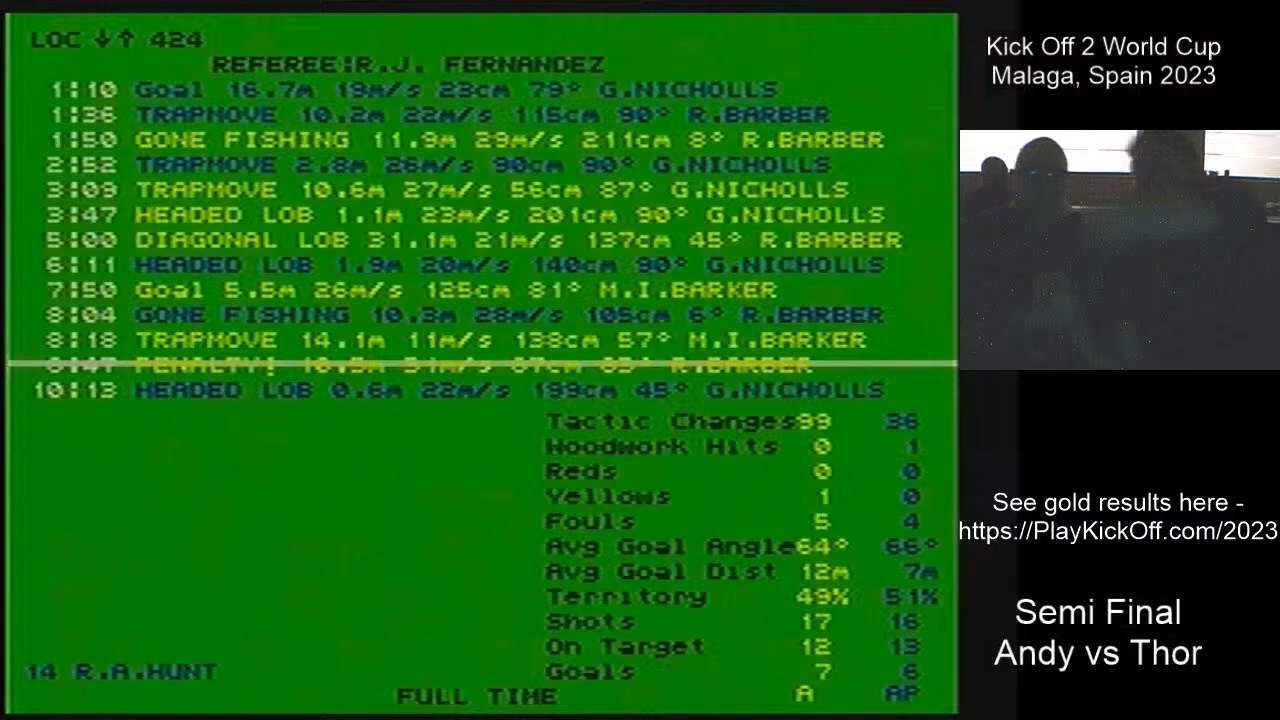 LOC ↓↑ 424
REFEREE:R.J. FERNANDEZ
1:10 Goal 16.7m 19m/s 23cm 79° G.NICHOLLS
1:36 TRAPMOVE 10.2m 22m/s 115cm 90° R.BARBER
1:50 GONE FISHING 11.9m 29m/s 211cm 8° R.BARBER
2:52 TRAPMOVE 2.8m 26m/s 90cm 90° G.NICHOLLS
3:09 TRAPMOVE 10.6m 27m/s 56cm 87° G.NICHOLLS
3:47 HEADED LOB 1.1m 23m/s 201cm 90° G.NICHOLLS
5:00 DIAGONAL LOB 31.1m 21m/s 137cm 45° R.BARBER
6:11 HEADED LOB 1.9m 20m/s 140cm 90° G.NICHOLLS
7:50 Goal 5.5m 26m/s 125cm 81° M.I.BARKER
8:04 GONE FISHING 10.3m 28m/s 105cm 6° R.BARBER
8:18 TRAPMOVE 14.1m 11m/s 138cm 57° M.I.BARKER
PENALTY! R.BARBER
10:13 HEADED LOB 0.6m 22m/s 199cm 45° G.NICHOLLS
Tactic Changes99 36
Woodwork Hits 0 1
Reds 0 0
Yellows 1 0
Fouls 5 4
Avg Goal Angle64° 66°
Avg Goal Dist 12m 7m
Territory 49% 51%
Shots 17 16
On Target 12 13
Goals 7 6
14 R.A.HUNT
FULL TIME A AP
Kick Off 2 World Cup
Malaga, Spain 2023
See gold results here -
https://PlayKickOff.com/2023
Semi Final
Andy vs Thor